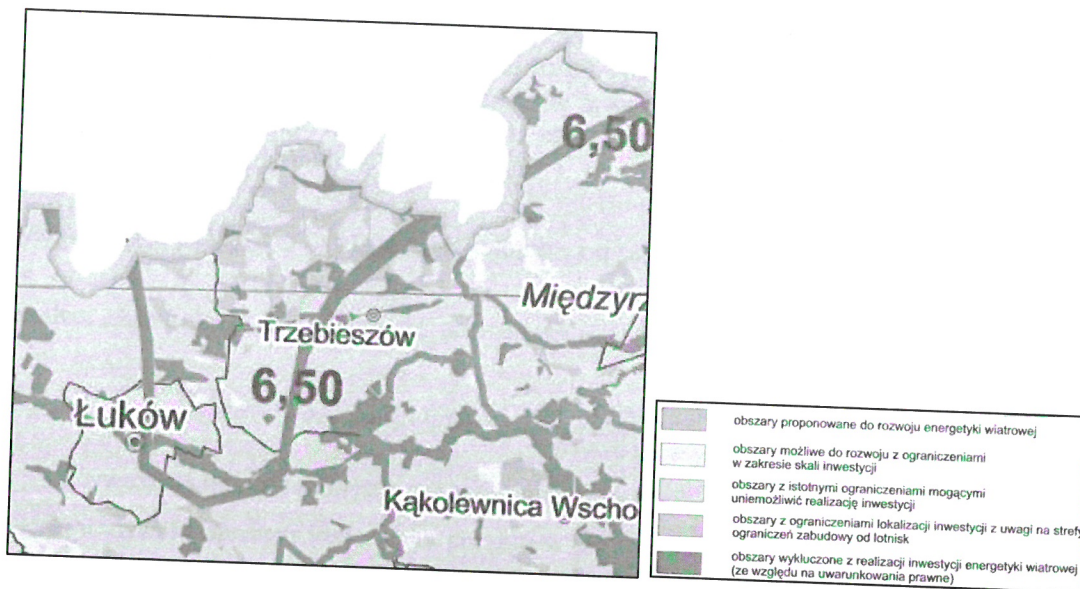 6,50
Międzyrz
Trzebieszów
6,50
Łuków
Kąkolewnica Wscho
obszary proponowane do rozwoju energetyki wiatrowej
obszary możliwe do rozwoju z ograniczeniami
w zakresie skali inwestycji
obszary z istotnymi ograniczeniami mogącymi
uniemożliwić realizację inwestycji
obszary z ograniczeniami lokalizacji inwestycji z uwagi na strefy
ograniczeń zabudowy od lotnisk
obszary wykluczone z realizacji inwestycji energetyki wiatrowej
(ze względu na uwarunkowania prawne)